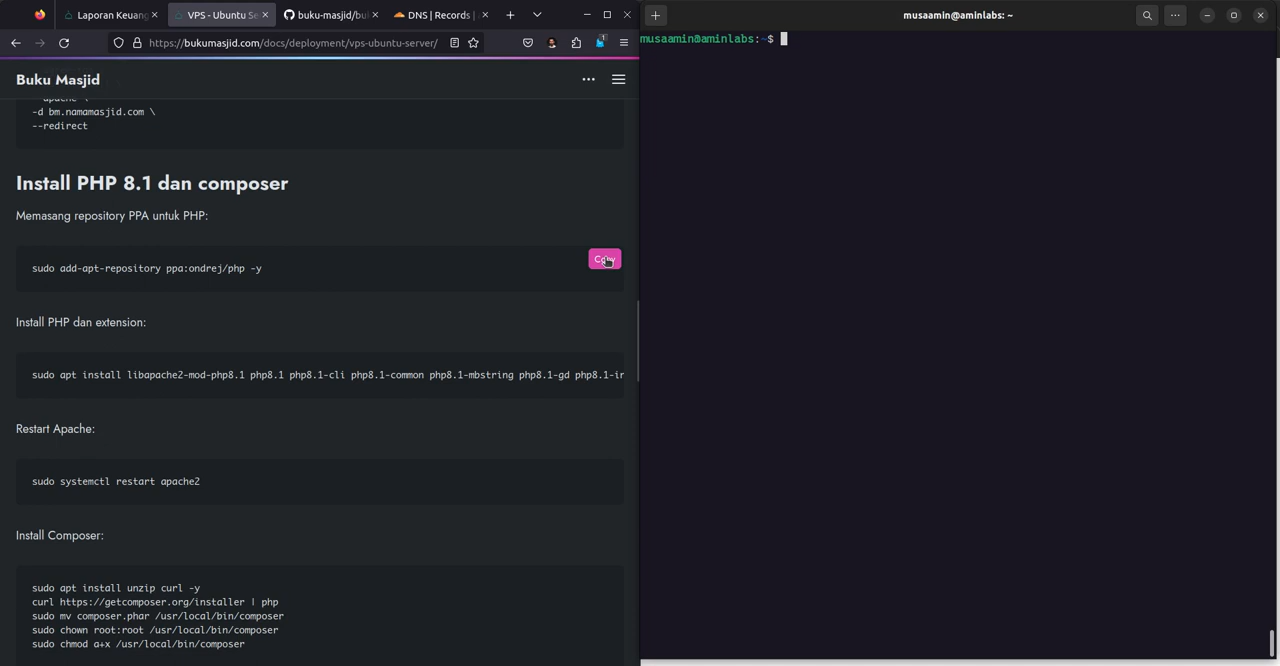 Laporan Keuang
VPS - Ubuntu Se
buku-masjid/bui
DNS | Records |
https://bukumasjid.com/docs/deployment/vps-ubuntu-server/
1
Buku Masjid
--apache \
-d bm.namamasjid.com \
--redirect
Install PHP 8.1 dan composer
Memasang repository PPA untuk PHP:
Copy
sudo add-apt-repository ppa:ondrej/php -y
Install PHP dan extension:
sudo apt install libapache2-mod-php8.1 php8.1 php8.1-cli php8.1-common php8.1-mbstring php8.1-gd php8.1-in
Restart Apache:
sudo systemctl restart apache2
Install Composer:
sudo apt install unzip curl -y
curl https://getcomposer.org/installer | php
sudo mv composer.phar /usr/local/bin/composer
sudo chown root:root /usr/local/bin/composer
sudo chmod a+x /usr/local/bin/composer
musaamin@aminlabs: ~
musaamin@aminlabs:~$